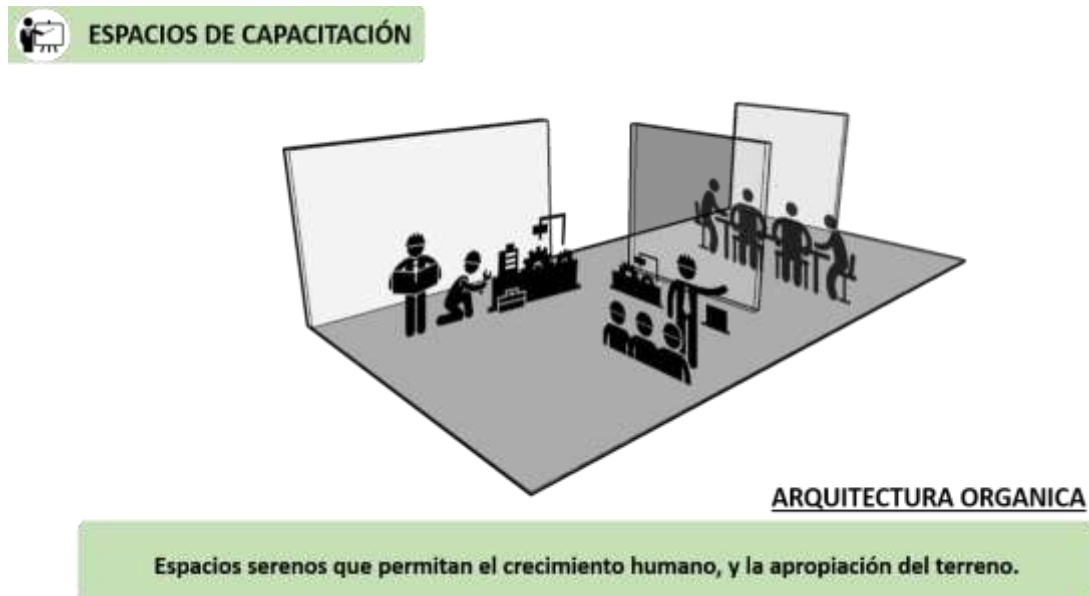 ESPACIOS DE CAPACITACIÓN
ARQUITECTURA ORGANICA
Espacios serenos que permitan el crecimiento humano, y la apropiación del terreno.